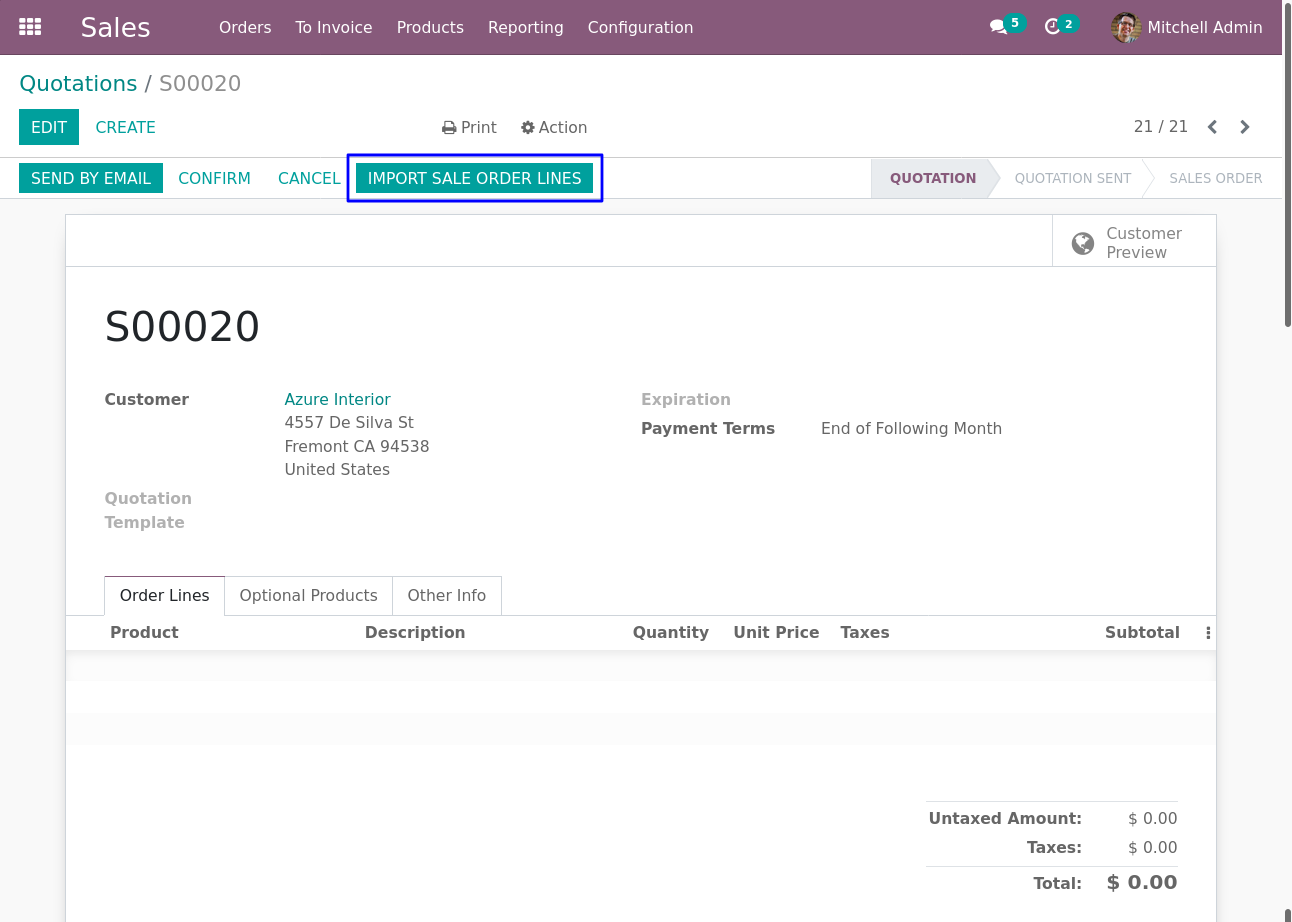 Sales Orders To Invoice Products Reporting Configuration 5 2 Mitchell Admin
Quotations / S00020
EDIT CREATE Print Action 21 / 21
SEND BY EMAIL CONFIRM CANCEL IMPORT SALE ORDER LINES QUOTATION QUOTATION SENT SALES ORDER
Customer
Preview
S00020
Customer Azure Interior Expiration
4557 De Silva St Payment Terms End of Following Month
Fremont CA 94538
United States
Quotation
Template
Order Lines Optional Products Other Info
Product Description Quantity Unit Price Taxes Subtotal
Untaxed Amount: $ 0.00
Taxes: $ 0.00
Total: $ 0.00